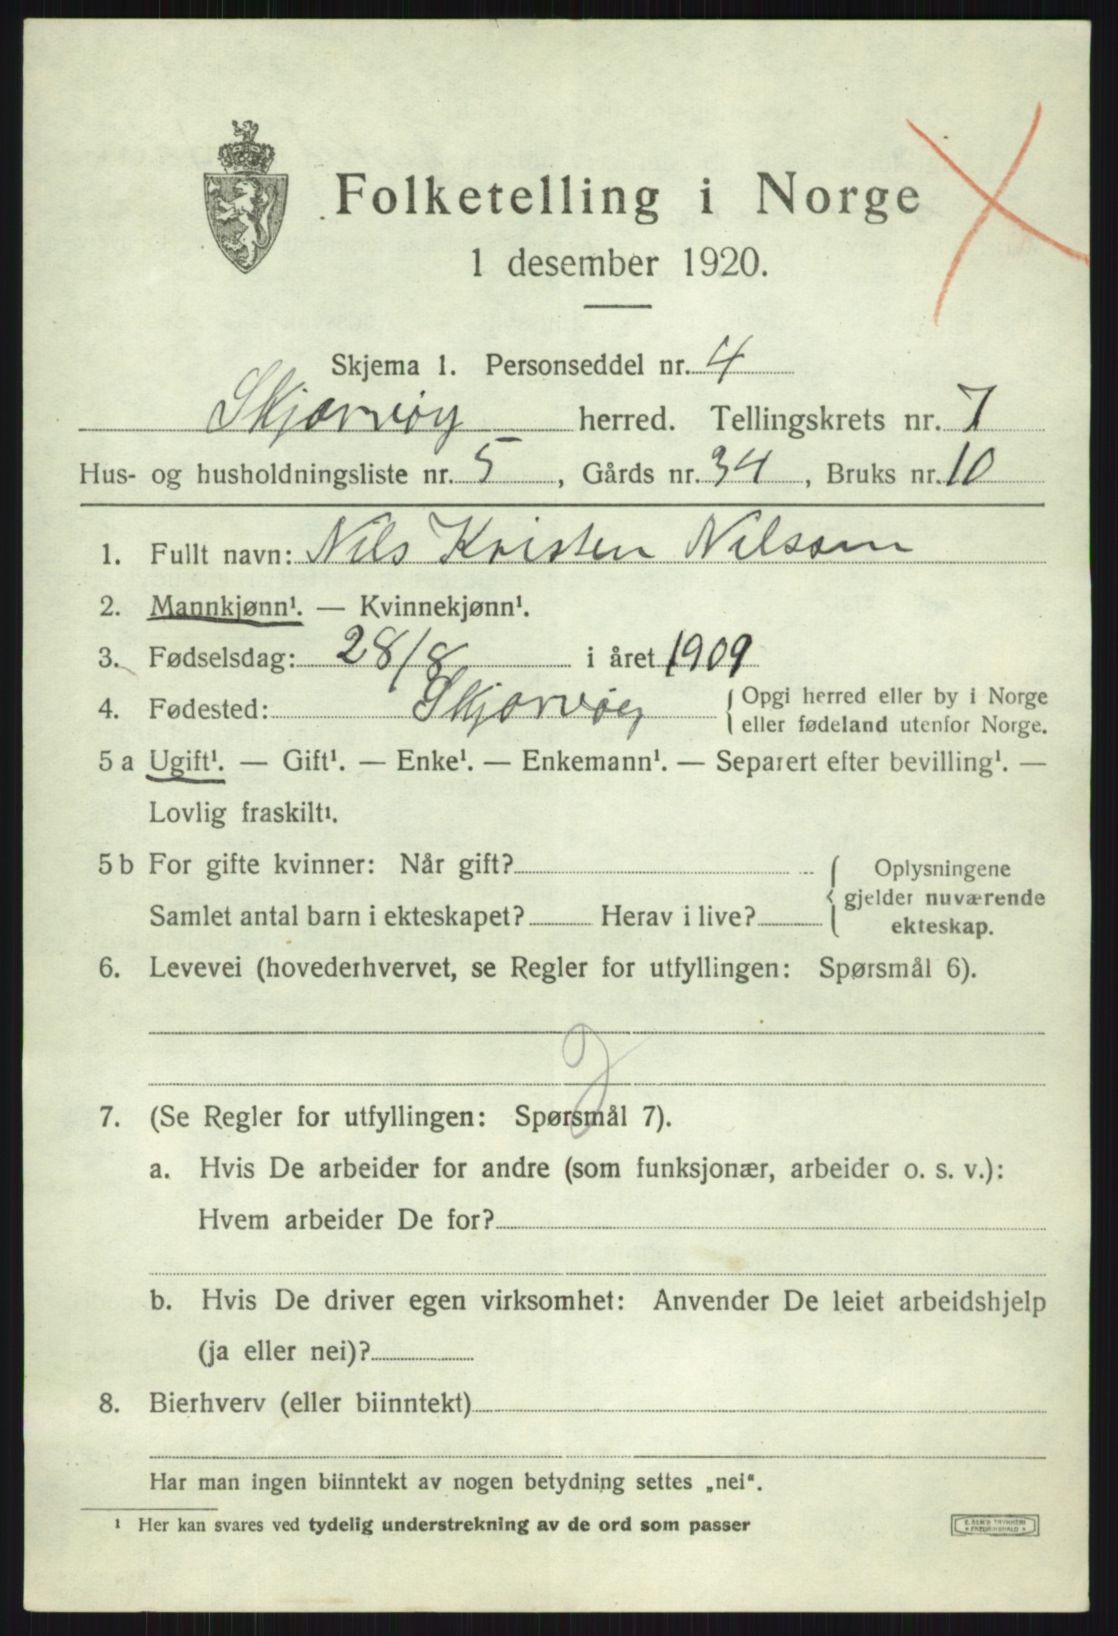 Folketelling i Norge
1 desember 1920.
Skjema 1. Personseddel nr. 4
Skjærvøy herred. Tellingskrets nr. 7
Hus- og husholdningsliste nr. 5, Gårds nr. 34, Bruks nr. 10
1. Fullt navn: Nils Kristen Nilsen
2. Mannkjønn¹. — Kvinnekjønn¹.
3. Fødselsdag: 28/8 i året 1909
4. Fødested: Skjærvøy { Opgi herred eller by i Norge
eller fødeland utenfor Norge.
5 a Ugift¹. — Gift¹. — Enke¹. — Enkemann¹. — Separert efter bevilling¹. —
Lovlig fraskilt¹.
5 b For gifte kvinner: Når gift? { Oplysningene
gjelder nuværende
Samlet antal barn i ekteskapet? Herav i live? ekteskap.
6. Levevei (hovederhvervet, se Regler for utfyllingen: Spørsmål 6).
7. (Se Regler for utfyllingen: Spørsmål 7).
a. Hvis De arbeider for andre (som funksjonær, arbeider o. s. v.):
Hvem arbeider De for?
b. Hvis De driver egen virksomhet: Anvender De leiet arbeidshjelp
(ja eller nei)?
8. Bierhverv (eller biinntekt)
Har man ingen biinntekt av nogen betydning settes „nei“.
¹ Her kan svares ved tydelig understrekning av de ord som passer